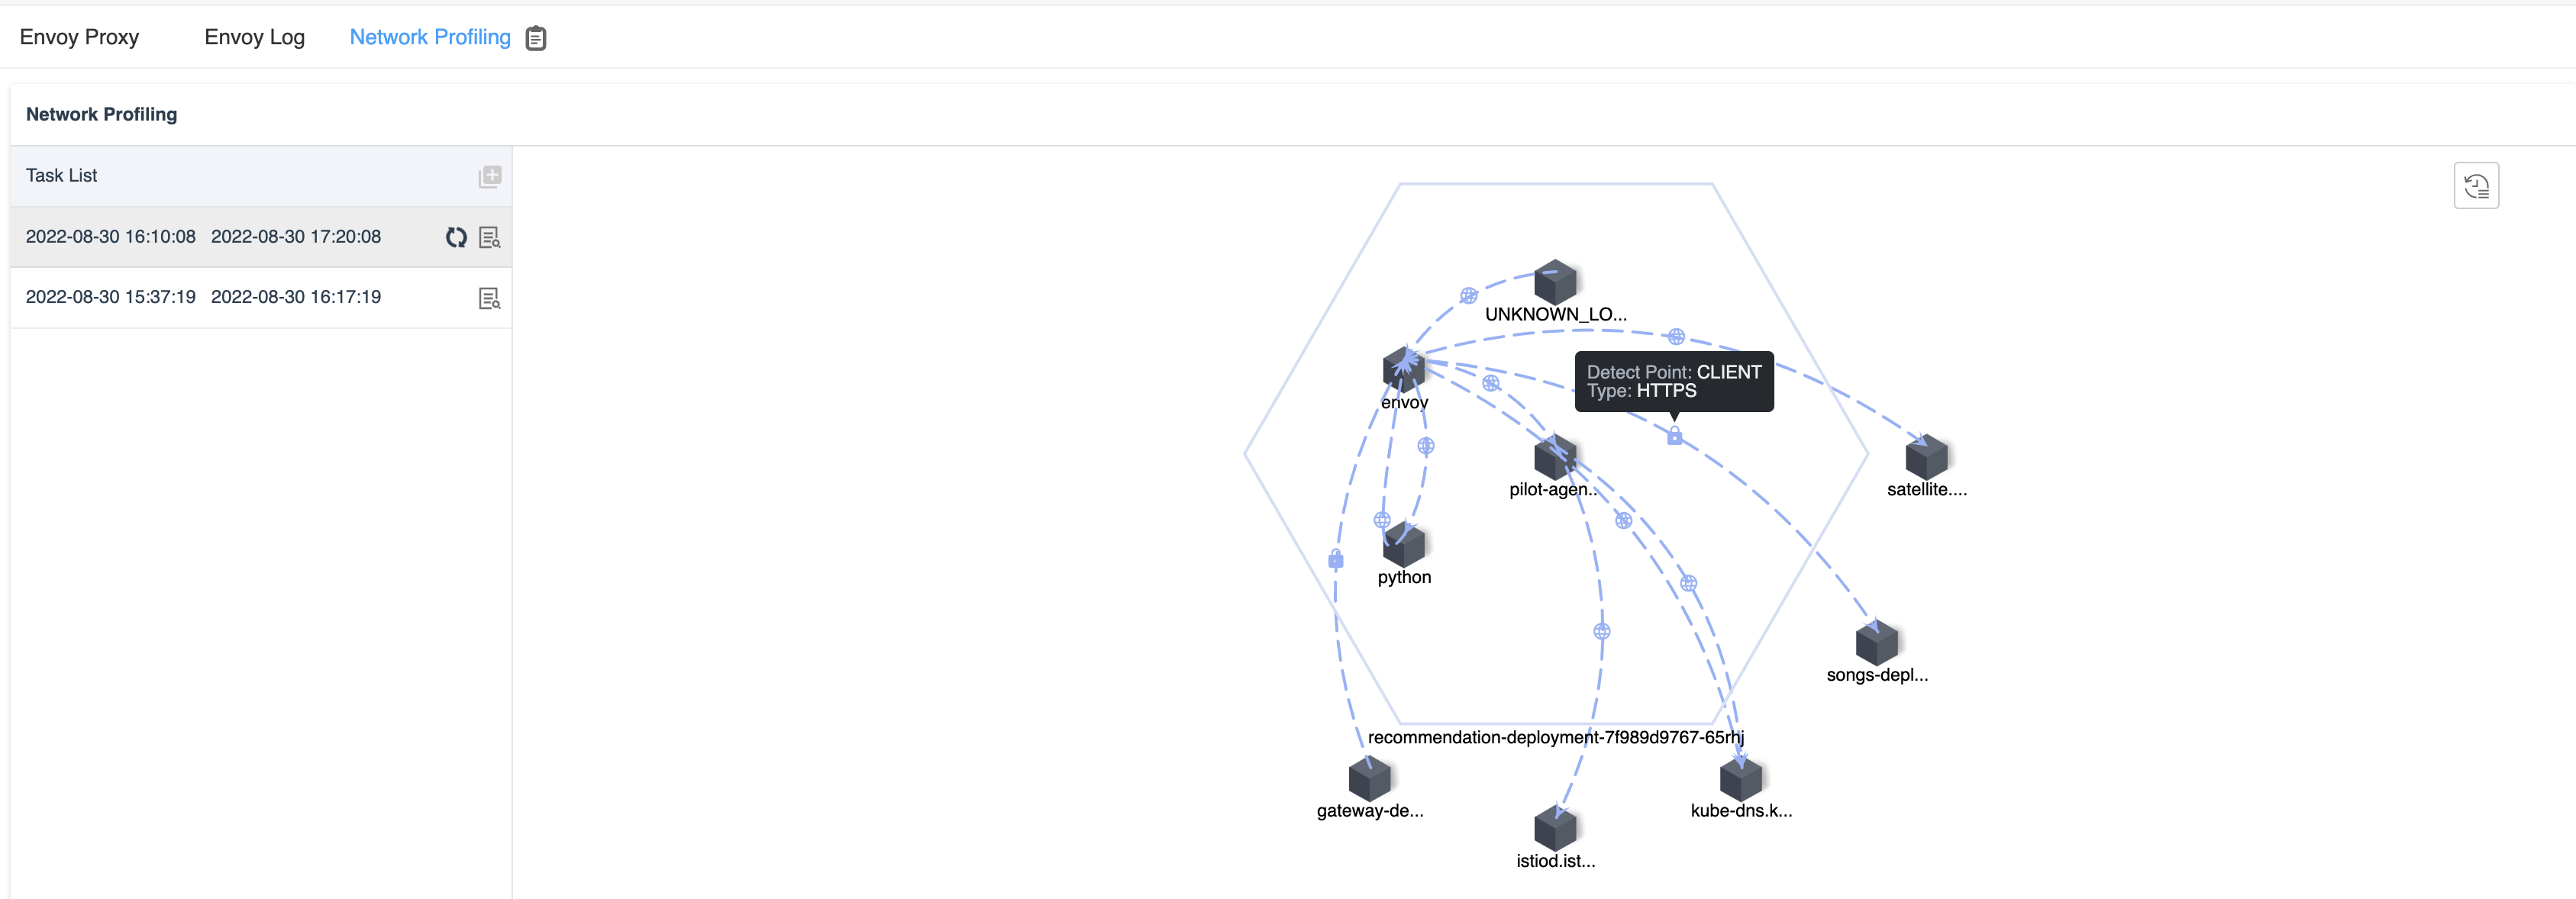 Envoy Proxy Envoy Log Network Profiling
Network Profiling
Task List
2022-08-30 16:10:08 2022-08-30 17:20:08
2022-08-30 15:37:19 2022-08-30 16:17:19
UNKNOWN_LO...
Detect Point: CLIENT
Type: HTTPS
envoy
pilot-agen..
satellite....
python
songs-depl...
recommendation-deployment-7f989d9767-65rhj
gateway-de...
kube-dns.k...
istiod.ist...